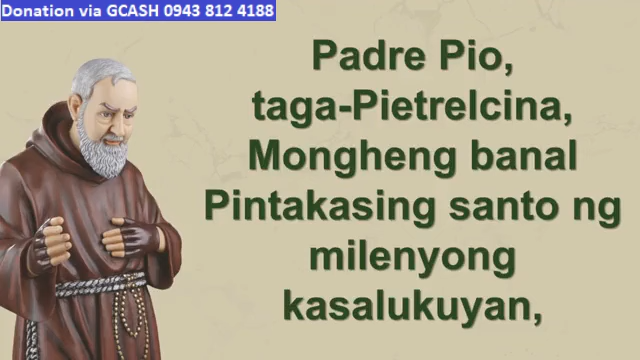 Donation via GCASH 0943 812 4188
Padre Pio,
taga-Pietrelcina,
Mongheng banal
Pintakasing santo ng
milenyong
kasalukuyan,